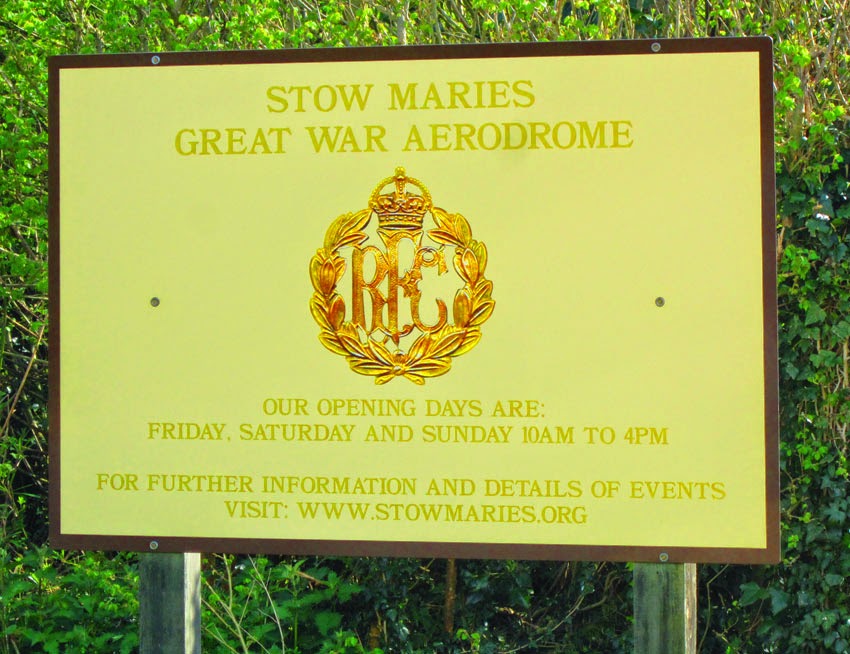 STOW MARIES
GREAT WAR AERODROME
RFC
OUR OPENING DAYS ARE:
FRIDAY, SATURDAY AND SUNDAY 10AM TO 4PM
FOR FURTHER INFORMATION AND DETAILS OF EVENTS
VISIT: WWW.STOWMARIES.ORG